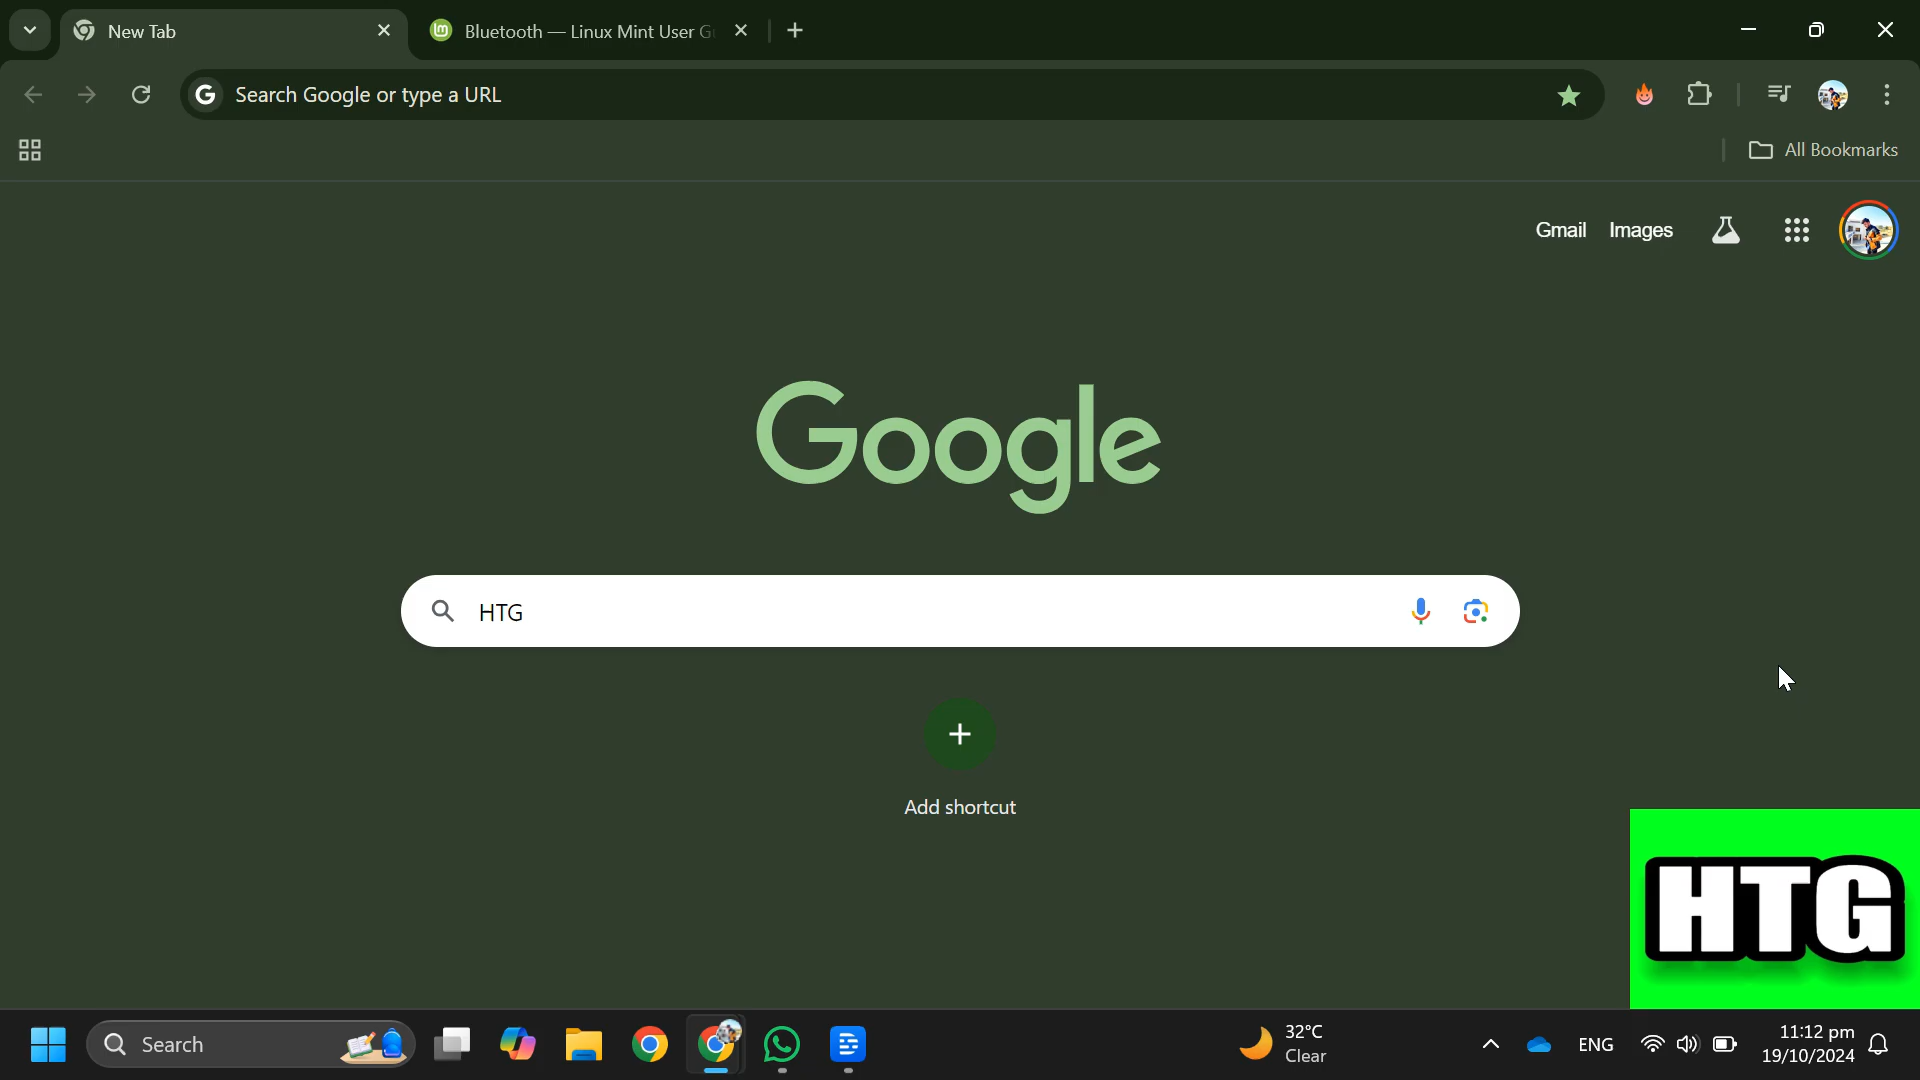 New Tab
Bluetooth — Linux Mint User G
Search Google or type a URL
All Bookmarks
Gmail Images
Google
HTG
Add shortcut
HTG
Search
32°C
Clear
ENG
11:12 pm
19/10/2024